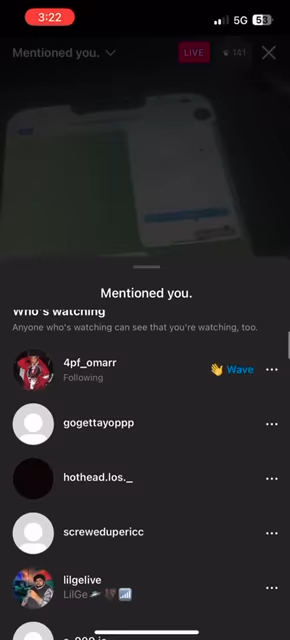 3:22
5G
53
Mentioned you.
LIVE
141
Mentioned you.
Who's watching
Anyone who's watching can see that you're watching, too.
4pf_omarr
Following
👋 Wave
gogettayoppp
hothead.los._
screwedupericc
lilgelive
LilGe